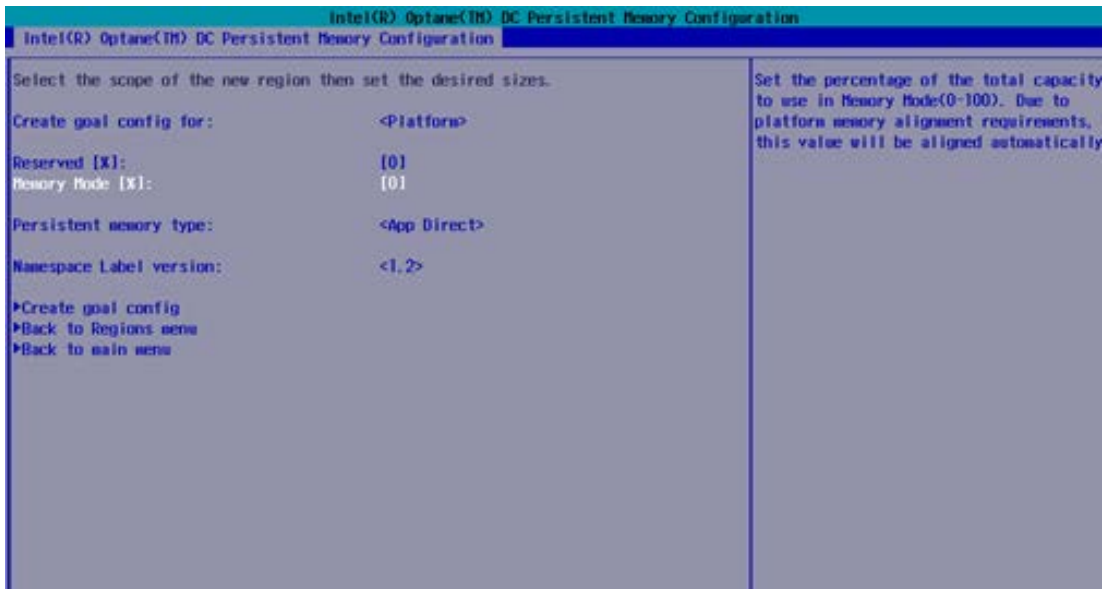 Intel(R) Optane(TM) DC Persistent Memory Configuration
Intel(R) Optane(TM) DC Persistent Memory Configuration
Select the scope of the new region then set the desired sizes.
Create goal config for: <Platform>
Reserved [%]: [0]
Memory Mode [%]: [0]
Persistent memory type: <App Direct>
Namespace Label version: <1.2>
Create goal config
Back to Regions menu
Back to main menu
Set the percentage of the total capacity
to use in Memory Mode(0-100). Due to
platform memory alignment requirements,
this value will be aligned automatically